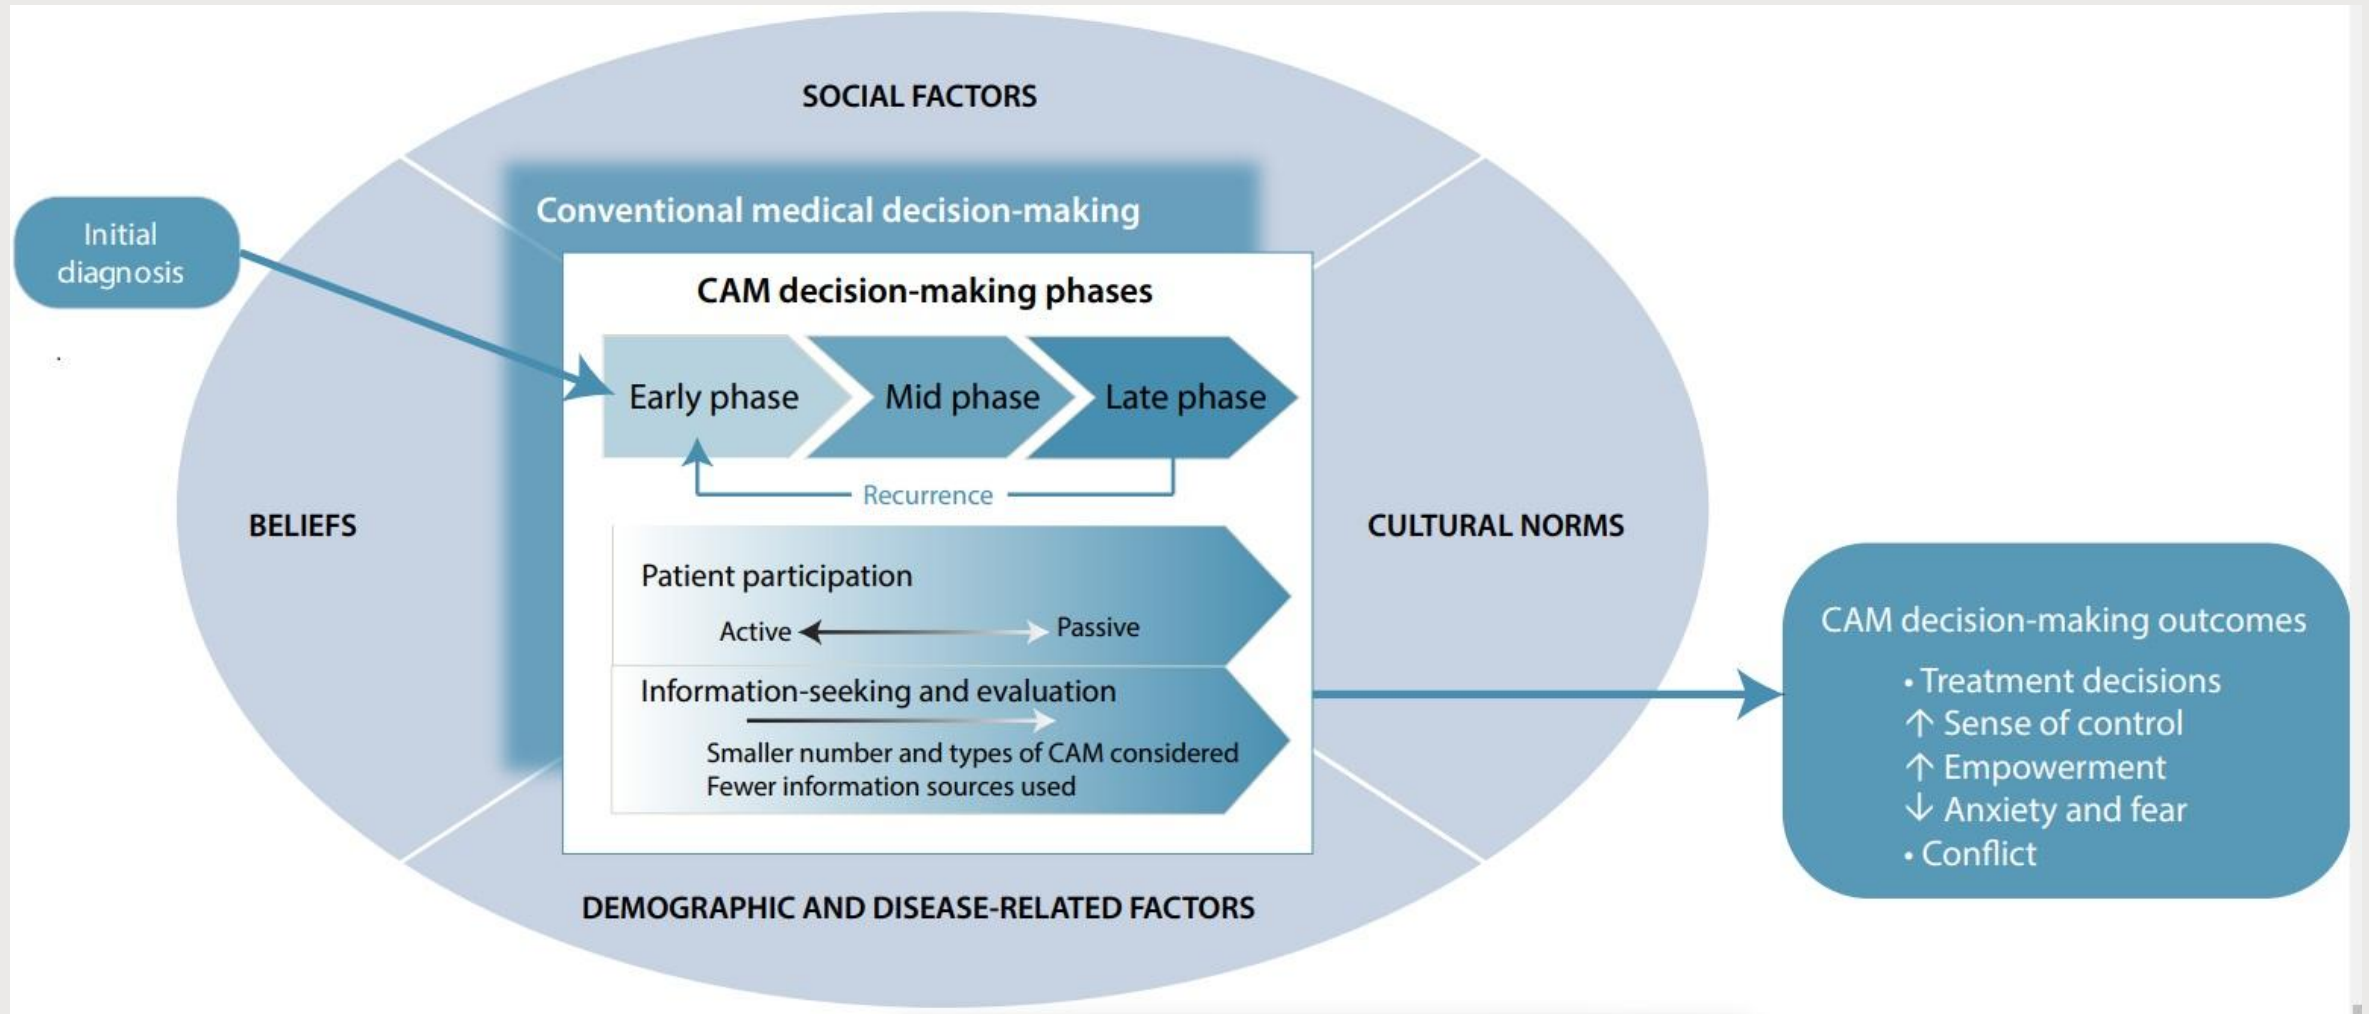 SOCIAL FACTORS
Conventional medical decision-making
Initial
diagnosis
CAM decision-making phases
Early phase
Mid phase
Late phase
Recurrence
BELIEFS
CULTURAL NORMS
Patient participation
Active
Passive
Information-seeking and evaluation
Smaller number and types of CAM considered
Fewer information sources used
DEMOGRAPHIC AND DISEASE-RELATED FACTORS
CAM decision-making outcomes
• Treatment decisions
↑ Sense of control
↑ Empowerment
↓ Anxiety and fear
• Conflict